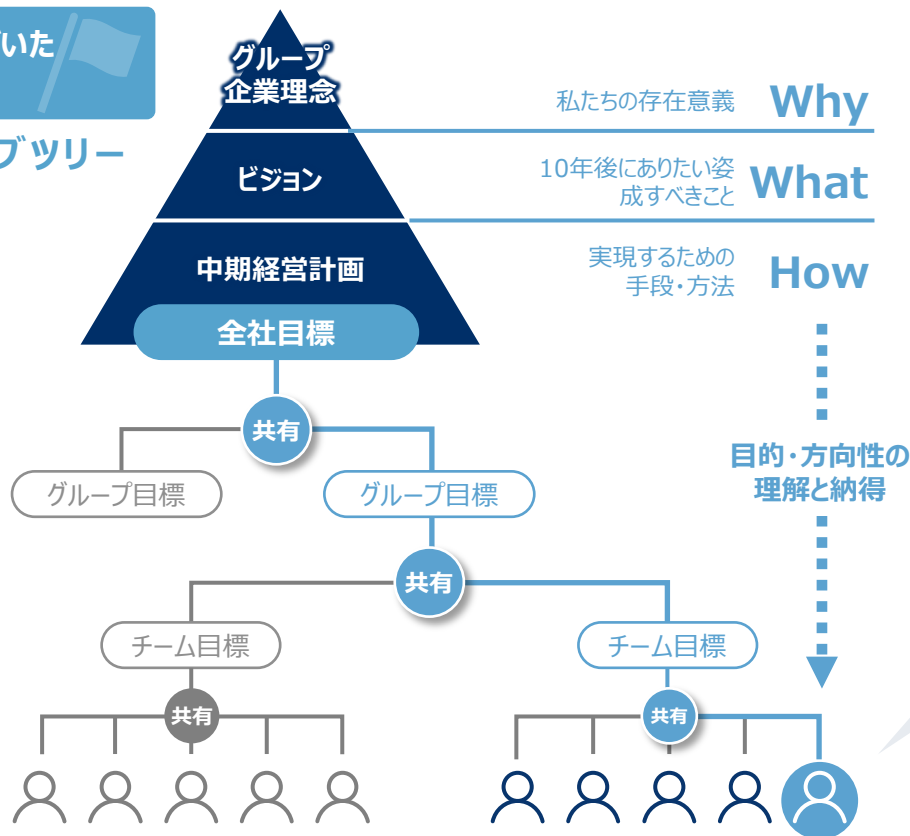 いた
ブツリー
グループ
企業理念
私たちの存在意義 Why
ビジョン
10年後にありたい姿
成すべきこと
What
中期経営計画
実現するための
手段・方法
How
全社目標
共有
目的・方向性の
理解と納得
グループ目標
グループ目標
共有
チーム目標
チーム目標
共有
共有